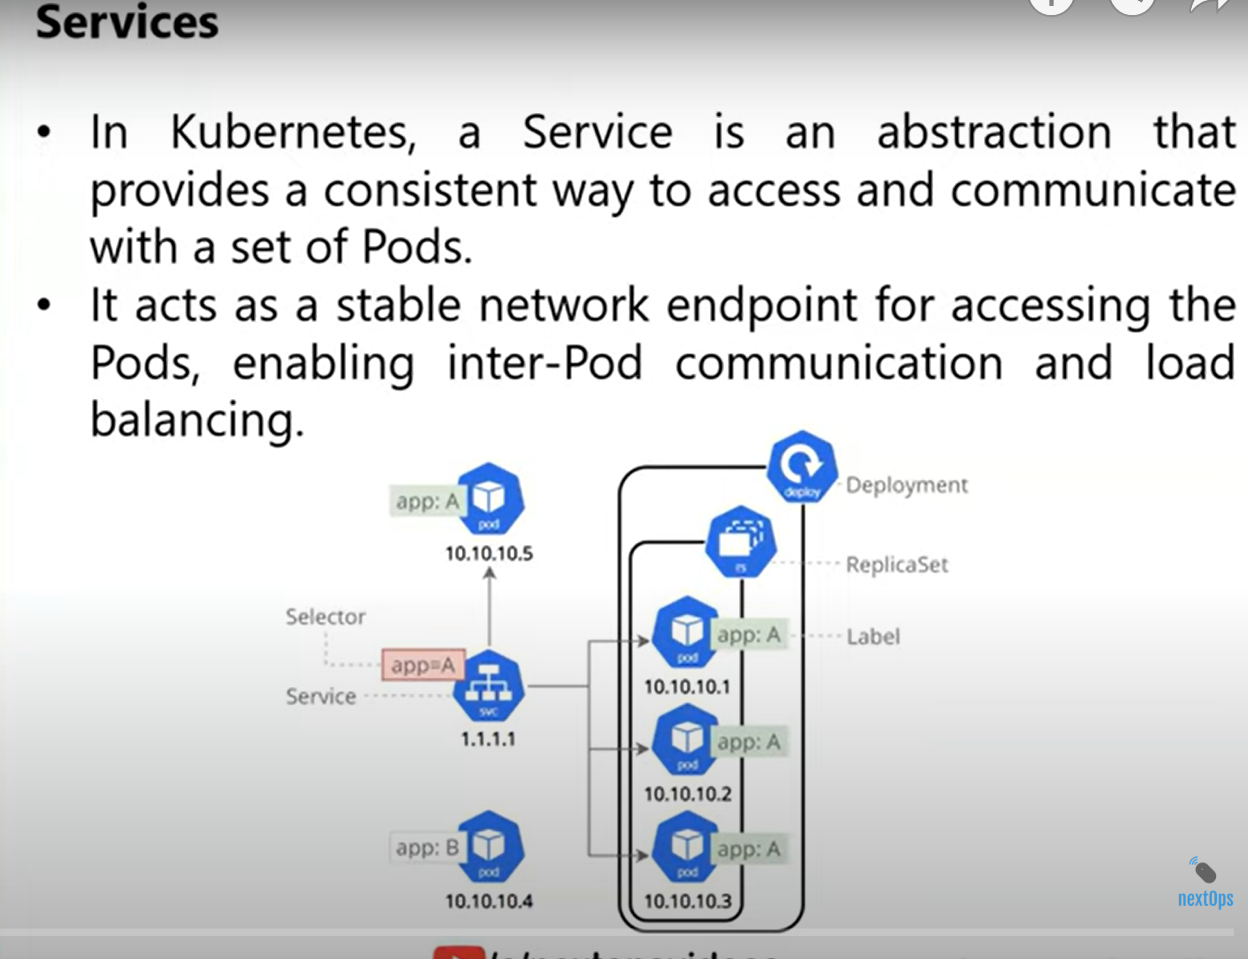 Services
• In Kubernetes, a Service is an abstraction that
provides a consistent way to access and communicate
with a set of Pods.
• It acts as a stable network endpoint for accessing the
Pods, enabling inter-Pod communication and load
balancing.
deploy
Deployment
app: A
pod
10.10.10.5
rs
ReplicaSet
Selector
app=A
Service
svc
1.1.1.1
app: A
Label
pod
10.10.10.1
app: A
pod
10.10.10.2
app: B
pod
10.10.10.4
app: A
pod
10.10.10.3
nextOps